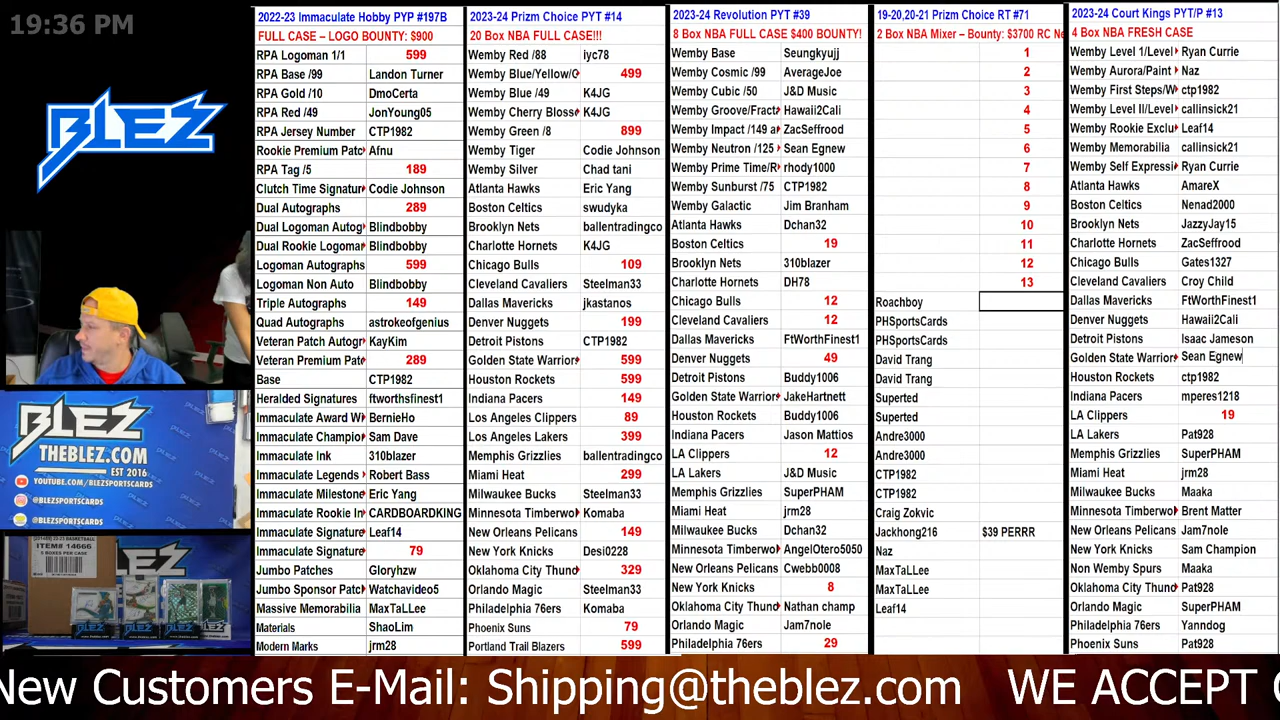 19:36 PM
BLEZ
BLEZ
THEBLEZ.COM
EST 2016
YOUTUBE.COM/BLEZSPORTSCARDS
@BLEZSPORTSCARDS
@BLEZSPORTSCARDS
ITEM# 14666
2022-23 Immaculate Hobby PYP #197B
FULL CASE – LOGO BOUNTY: $900
RPA Logoman 1/1 599
RPA Base /99 Landon Turner
RPA Gold /10 DmoCerta
RPA Red /49 JonYoung05
RPA Jersey Number CTP1982
Rookie Premium Patc Afnu
RPA Tag /5 189
Clutch Time Signatur Codie Johnson
Dual Autographs 289
Dual Logoman Autog Blindbobby
Dual Rookie Logoma Blindbobby
Logoman Autographs 599
Logoman Non Auto Blindbobby
Triple Autographs 149
Quad Autographs astrokeofgenius
Veteran Patch Autogr KayKim
Veteran Premium Pat 289
Base CTP1982
Heralded Signatures ftworthsfinest1
Immaculate Award W BernieHo
Immaculate Champio Sam Dave
Immaculate Ink 310blazer
Immaculate Legends Robert Bass
Immaculate Milestone Eric Yang
Immaculate Rookie In CARDBOARDKING
Immaculate Signature Leaf14
Immaculate Signature 79
Jumbo Patches Gloryhzw
Jumbo Sponsor Patc Watchavideo5
Massive Memorabilia MaxTaLLee
Materials ShaoLim
Modern Marks jrm28
2023-24 Prizm Choice PYT #14
20 Box NBA FULL CASE!!!
Wemby Red /88 iyc78
Wemby Blue/Yellow/G 499
Wemby Blue /49 K4JG
Wemby Cherry Blosso K4JG
Wemby Green /8 899
Wemby Tiger Codie Johnson
Wemby Silver Chad tani
Atlanta Hawks Eric Yang
Boston Celtics swudyka
Brooklyn Nets ballentradingco
Charlotte Hornets K4JG
Chicago Bulls 109
Cleveland Cavaliers Steelman33
Dallas Mavericks jkastanos
Denver Nuggets 199
Detroit Pistons CTP1982
Golden State Warrior 599
Houston Rockets 599
Indiana Pacers 149
Los Angeles Clippers 89
Los Angeles Lakers 399
Memphis Grizzlies ballentradingco
Miami Heat 299
Milwaukee Bucks Steelman33
Minnesota Timberwo Komaba
New Orleans Pelicans 149
New York Knicks Desi0228
Oklahoma City Thun 329
Orlando Magic Steelman33
Philadelphia 76ers Komaba
Phoenix Suns 79
Portland Trail Blazers 599
2023-24 Revolution PYT #39
8 Box NBA FULL CASE $400 BOUNTY!
Wemby Base Seungkyujj
Wemby Cosmic /99 AverageJoe
Wemby Cubic /50 J&D Music
Wemby Groove/Fract Hawaii2Cali
Wemby Impact /149 a ZacSeffrood
Wemby Neutron /125 Sean Egnew
Wemby Prime Time/R rhody1000
Wemby Sunburst /75 CTP1982
Wemby Galactic Jim Branham
Atlanta Hawks Dchan32
Boston Celtics 19
Brooklyn Nets 310blazer
Charlotte Hornets DH78
Chicago Bulls 12
Cleveland Cavaliers 12
Dallas Mavericks FtWorthFinest1
Denver Nuggets 49
Detroit Pistons Buddy1006
Golden State Warrior JakeHartnett
Houston Rockets Buddy1006
Indiana Pacers Jason Mattios
LA Clippers 12
LA Lakers J&D Music
Memphis Grizzlies SuperPHAM
Miami Heat jrm28
Milwaukee Bucks Dchan32
Minnesota Timberwo AngelOtero5050
New Orleans Pelicans Cwebb0008
New York Knicks 8
Oklahoma City Thund Nathan champ
Orlando Magic Jam7nole
Philadelphia 76ers 29
19-20,20-21 Prizm Choice RT #71
2 Box NBA Mixer – Bounty: $3700 RC Ne
1
2
3
4
5
6
7
8
9
10
11
12
13
Roachboy
PHSportsCards
PHSportsCards
David Trang
David Trang
Superted
Superted
Andre3000
Andre3000
CTP1982
CTP1982
Craig Zokvic
Jackhong216 $39 PERRR
Naz
MaxTaLLee
MaxTaLLee
Leaf14
2023-24 Court Kings PYT/P #13
4 Box NBA FRESH CASE
Wemby Level 1/Level Ryan Currie
Wemby Aurora/Paint Naz
Wemby First Steps/W ctp1982
Wemby Level II/Level callinsick21
Wemby Rookie Exclu Leaf14
Wemby Memorabilia callinsick21
Wemby Self Expressi Ryan Currie
Atlanta Hawks AmareX
Boston Celtics Nenad2000
Brooklyn Nets JazzyJay15
Charlotte Hornets ZacSeffrood
Chicago Bulls Gates1327
Cleveland Cavaliers Croy Child
Dallas Mavericks FtWorthFinest1
Denver Nuggets Hawaii2Cali
Detroit Pistons Isaac Jameson
Golden State Warrior Sean Egnew
Houston Rockets ctp1982
Indiana Pacers mperes1218
LA Clippers 19
LA Lakers Pat928
Memphis Grizzlies SuperPHAM
Miami Heat jrm28
Milwaukee Bucks Maaka
Minnesota Timberwo Brent Matter
New Orleans Pelicans Jam7nole
New York Knicks Sam Champion
Non Wemby Spurs Maaka
Oklahoma City Thun Pat928
Orlando Magic SuperPHAM
Philadelphia 76ers Yanndog
Phoenix Suns Pat928
New Customers E-Mail: Shipping@theblez.com WE ACCEPT